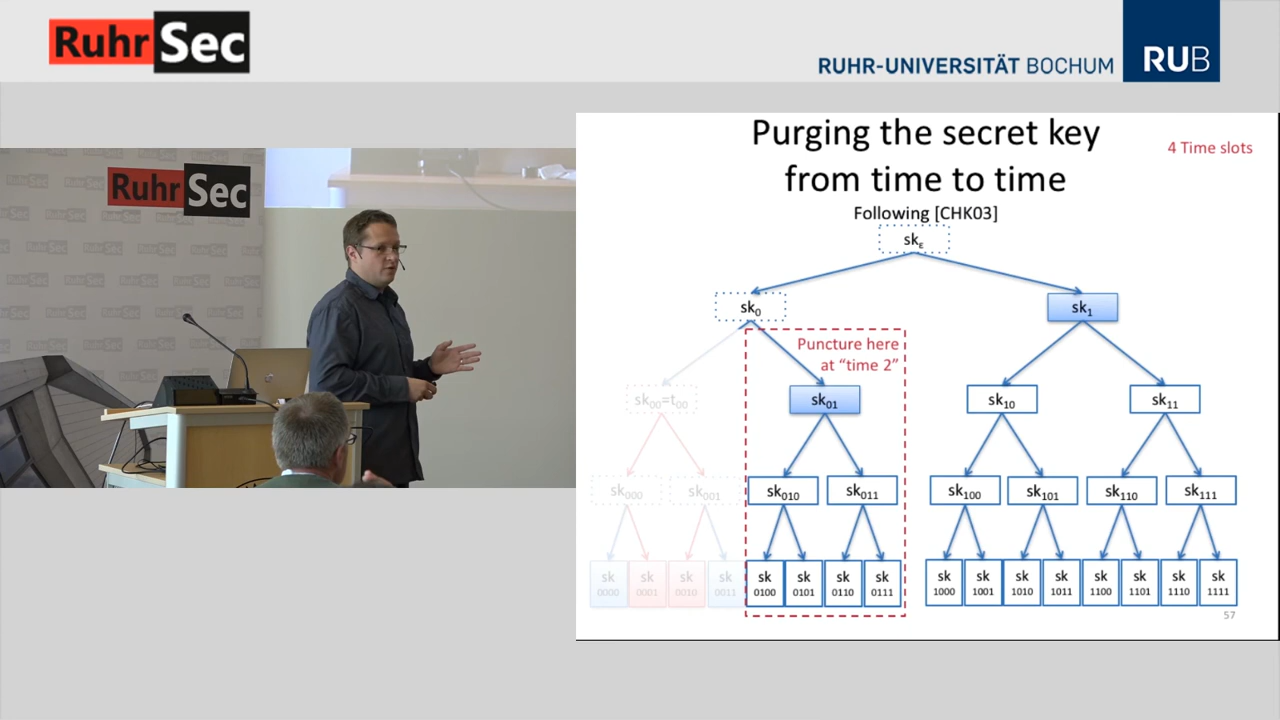 RuhrSec
RUHR-UNIVERSITÄT BOCHUM RUB
RuhrSec
Purging the secret key
from time to time
4 Time slots
Following [CHK03]
skε
sk0
sk1
Puncture here
at “time 2”
sk00=t00
sk01
sk10
sk11
sk000
sk001
sk010
sk011
sk100
sk101
sk110
sk111
sk sk sk sk sk sk sk sk sk sk sk sk sk sk sk sk
0000 0001 0010 0011 0100 0101 0110 0111 1000 1001 1010 1011 1100 1101 1110 1111
57